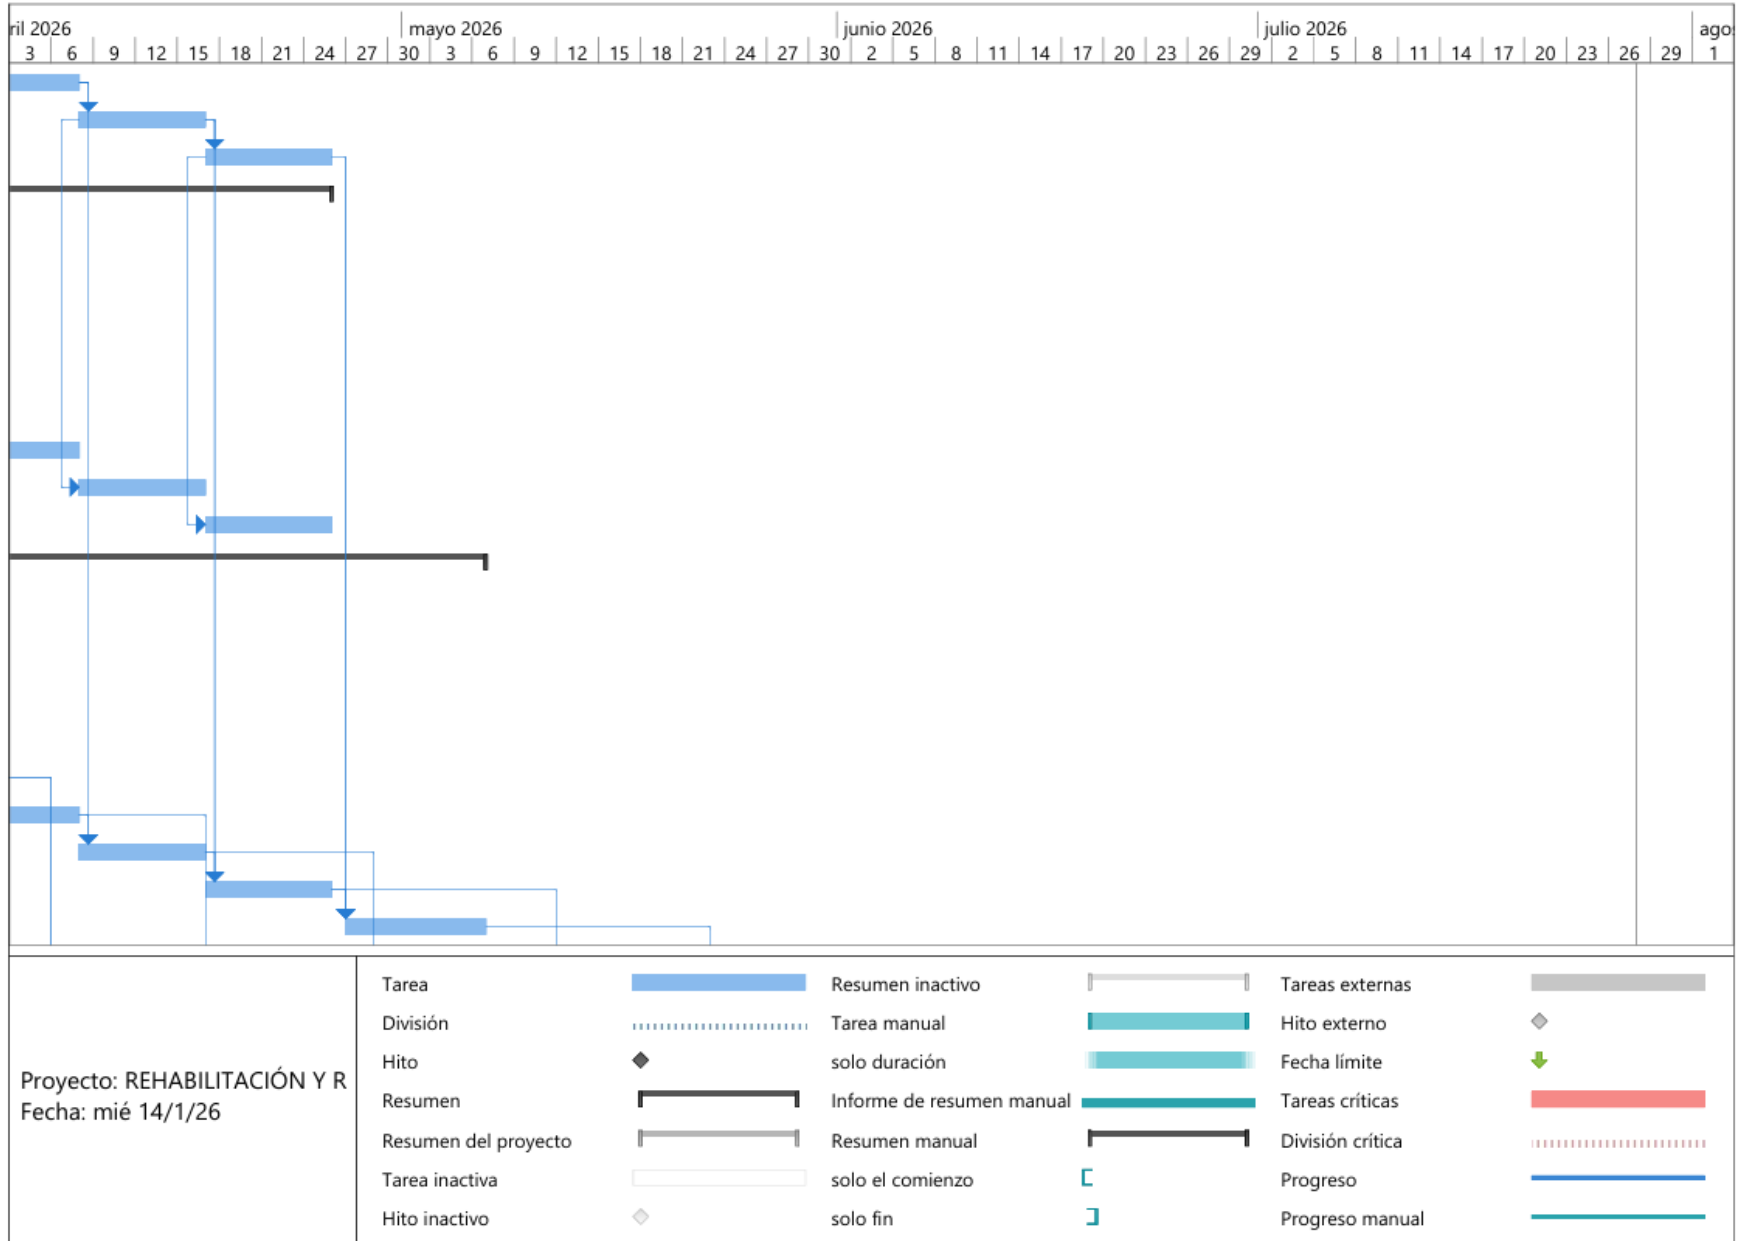 ril 2026 mayo 2026 junio 2026 julio 2026 ago
3 6 9 12 15 18 21 24 27 30 3 6 9 12 15 18 21 24 27 30 2 5 8 11 14 17 20 23 26 29 2 5 8 11 14 17 20 23 26 29 1
Proyecto: REHABILITACIÓN Y R
Fecha: mié 14/1/26
Tarea
División
Hito
Resumen
Resumen del proyecto
Tarea inactiva
Hito inactivo
Resumen inactivo
Tarea manual
solo duración
Informe de resumen manual
Resumen manual
solo el comienzo
solo fin
Tareas externas
Hito externo
Fecha límite
Tareas críticas
División crítica
Progreso
Progreso manual